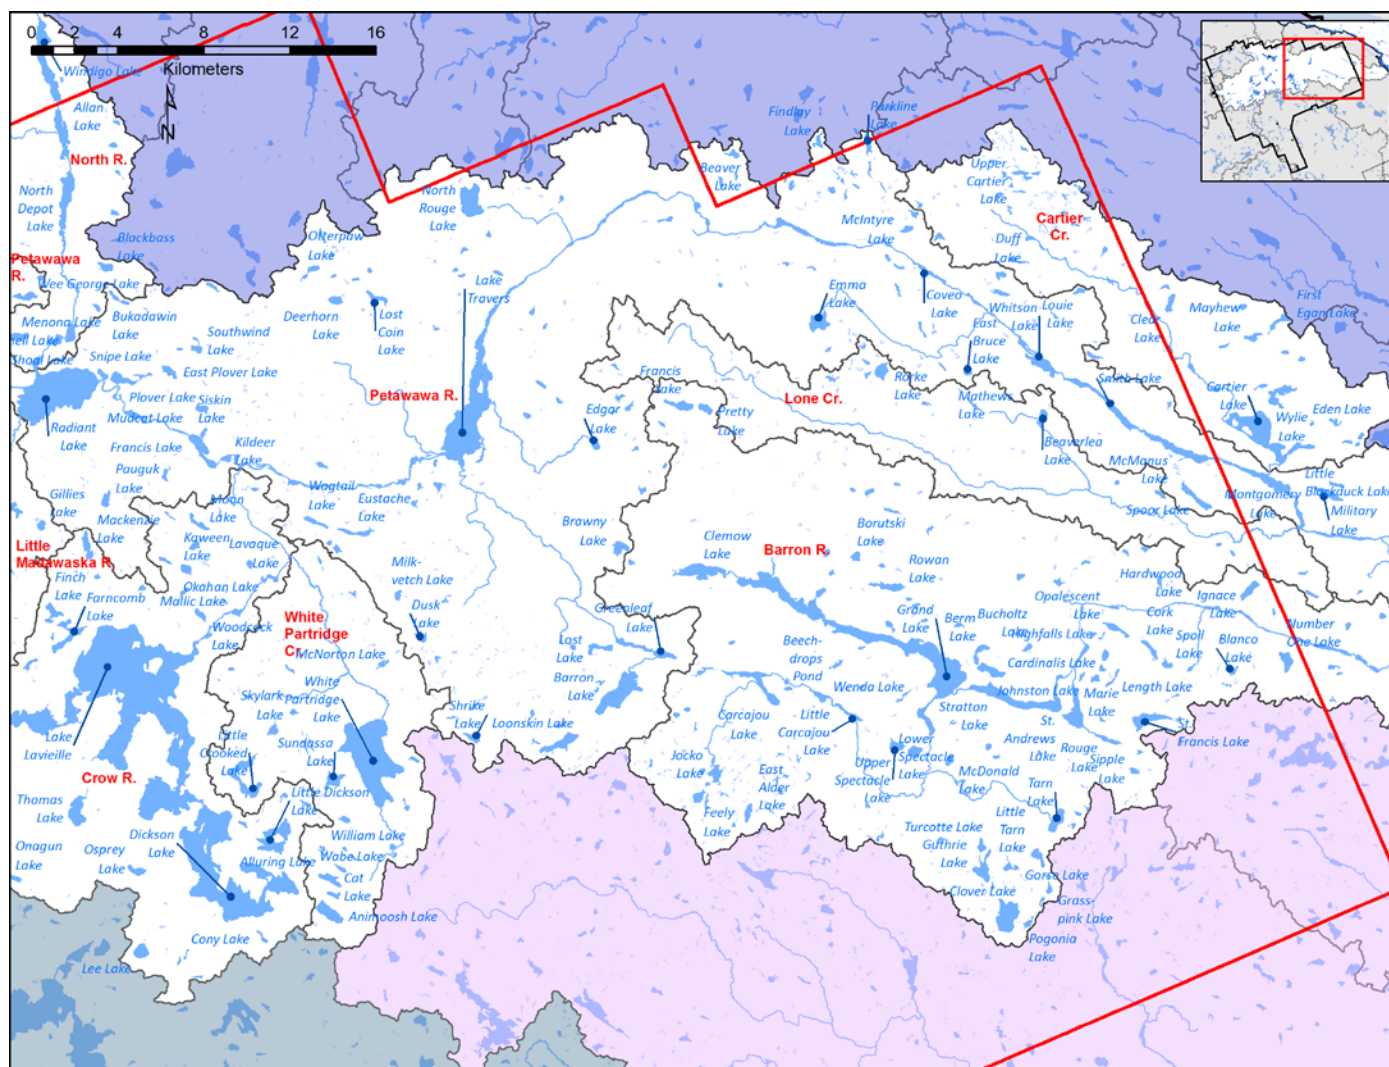 0 2 4 8 12 16
Kilometers
N
Windigo Lake
Allan
Lake
North R.
North
Depot
Lake
Blackbass
Lake
Petawawa
R.
Wee George Lake
Menona Lake
Bukadawin
Lake
Shoal Lake
Snipe Lake
Southwind
Lake
East Plover Lake
Plover Lake
Siskin
Lake
Mudcat Lake
Radiant
Lake
Francis Lake
Kildeer
Lake
Pauguk
Lake
Gillies
Lake
Mackenzie
Lake
Moon
Lake
Kaween
Lake
Lavaque
Lake
Little
Madawaska R.
Finch
Lake
Farncomb
Lake
Okahan Lake
Mallic Lake
Woodcock
Lake
Otterpaw
Lake
Deerhorn
Lake
Lost
Coin
Lake
North
Rouge
Lake
Lake
Travers
Petawawa R.
Edgar
Lake
Wagtail
Lake
Eustache
Lake
Brawny
Lake
Milk-
vetch Lake
Dusk
Lake
White
Partridge
Cr.
McNorton Lake
White
Partridge
Lake
Skylark
Lake
Little
Crooked
Lake
Sundassa
Lake
Little Dickson
Lake
Lake
Lavieille
Crow R.
Thomas
Lake
Onagun
Lake
Osprey
Lake
Dickson
Lake
Alluring Lake
William Lake
Wabe Lake
Cat
Lake
Animoosh Lake
Cony Lake
Lee Lake
Shrike
Lake
Loonskin Lake
Lost
Lake
Barron
Lake
Greenleaf
Lake
Beaver
Lake
Findlay
Lake
Parkline
Lake
McIntyre
Lake
Upper
Cartier
Lake
Cartier
Cr.
Duff
Lake
Emma
Lake
Coveo
Lake
Whitson
Lake
Louie
Lake
East
Bruce
Lake
Clear
Lake
Mayhew
Lake
First
Egan Lake
Francis
Lake
Pretty
Lake
Lone Cr.
Rorke
Lake
Mathews
Lake
Smith Lake
Beaverlea
Lake
Cartier
Lake
Wylie
Lake
Eden Lake
McManus
Lake
Montgomery
Lake
Little
Blackduck Lake
Military
Lake
Spoor Lake
Clemow
Lake
Barron R.
Borutski
Lake
Rowan
Lake
Grand
Lake
Berm
Lake
Bucholtz
Lake
Opalescent
Lake
Highfalls Lake
Hardwood
Lake
Cork
Lake
Ignace
Lake
Number
One Lake
Spoil
Lake
Blanco
Lake
Cardinalis Lake
Johnston Lake
Marie
Lake
Length Lake
St.
Francis Lake
Beech-
drops
Pond
Wenda Lake
Stratton
Lake
St.
Andrews
Lake
Rouge
Lake
Sipple
Lake
Carcajou
Lake
Little
Carcajou
Lake
Lower
Spectacle
Lake
Upper
Spectacle
Lake
McDonald
Lake
Tarn
Lake
Jocko
Lake
East
Alder
Lake
Feely
Lake
Little
Tarn
Lake
Turcotte Lake
Guthrie
Lake
Clover Lake
Gorse Lake
Grass-
pink Lake
Pogonia
Lake